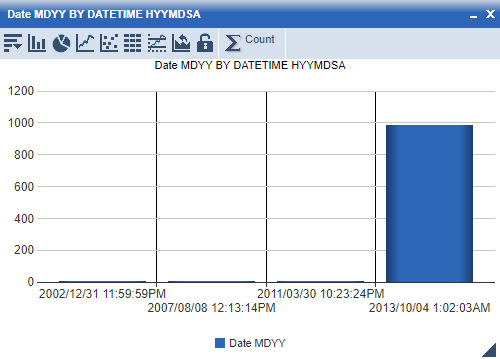 Date MDYY BY DATETIME HYYMDSA
Count
Date MDYY BY DATETIME HYYMDSA
1200
1000
800
600
400
200
0
2002/12/31 11:59:59PM
2011/03/30 10:23:24PM
2007/08/08 12:13:14PM
2013/10/04 1:02:03AM
Date MDYY